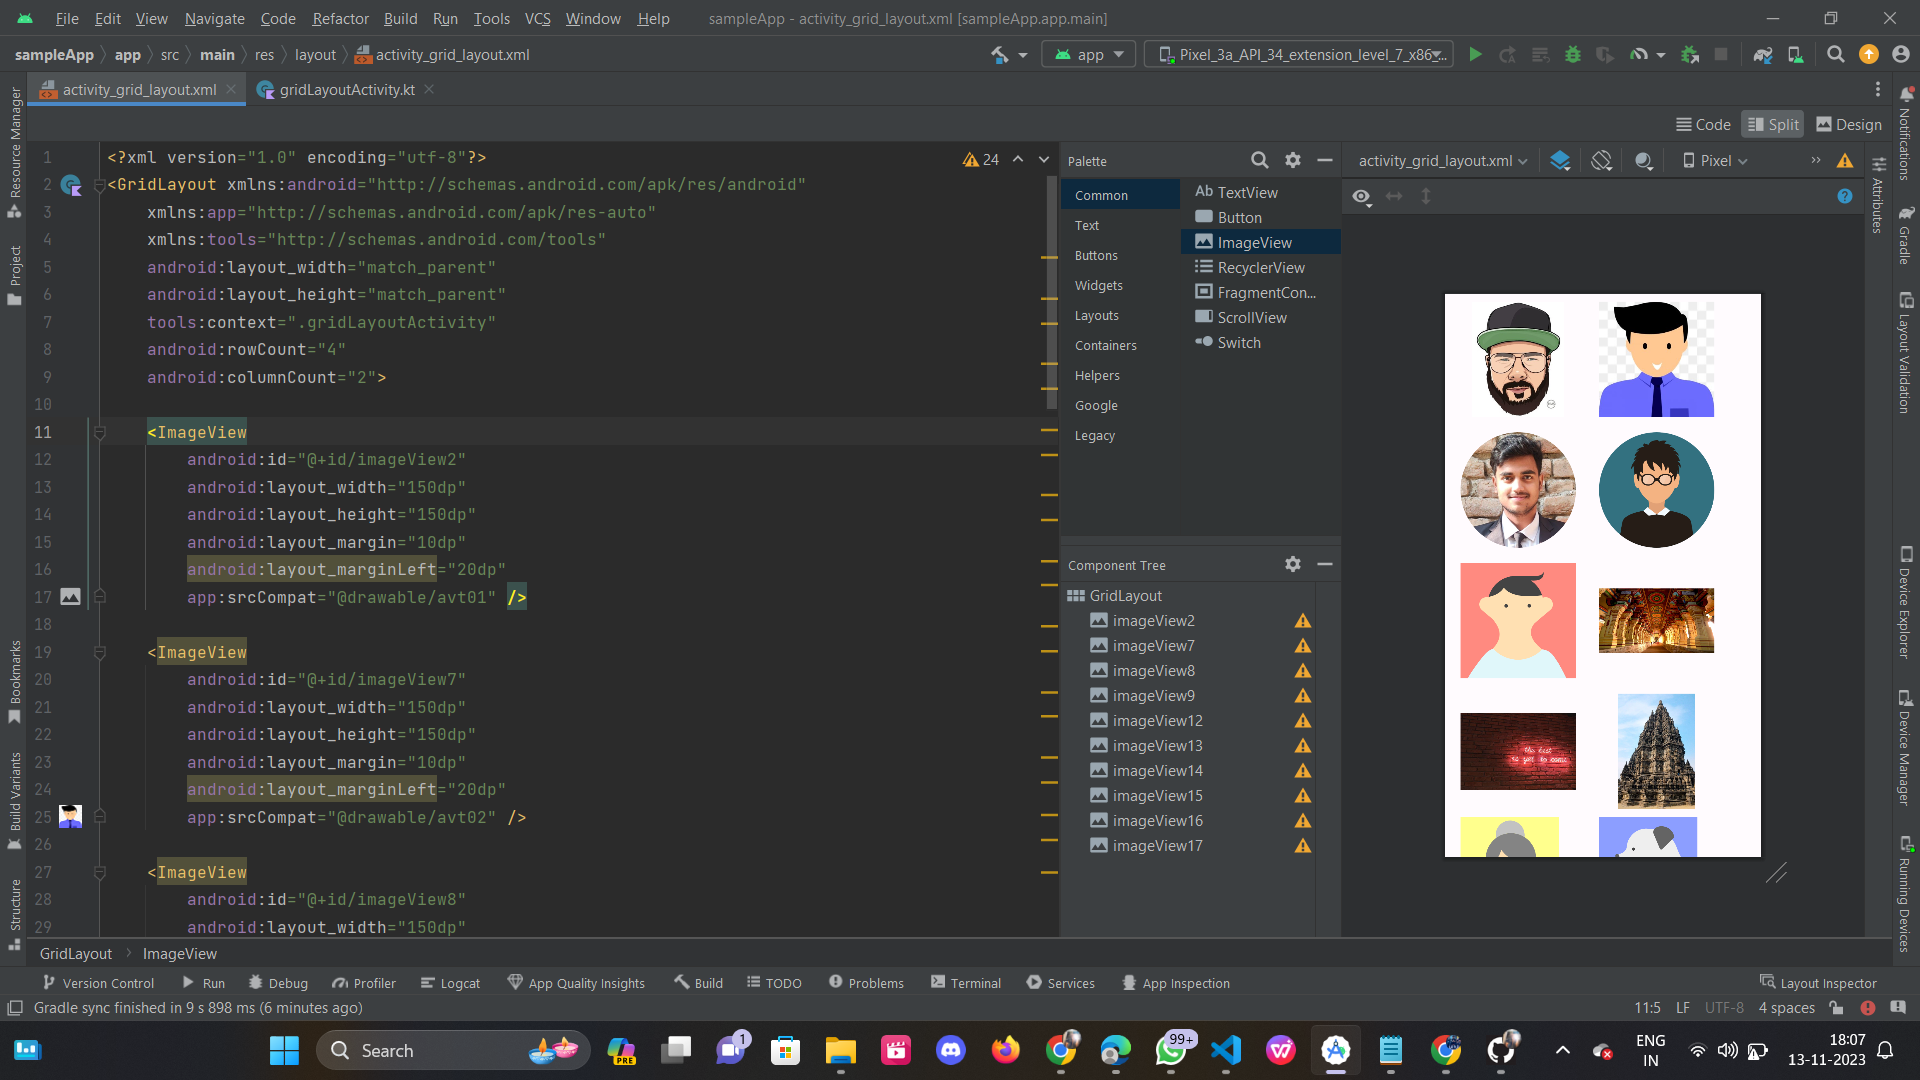 File Edit View Navigate Code Refactor Build Run Tools VCS Window Help sampleApp - activity_grid_layout.xml [sampleApp.app.main]
sampleApp app src main res layout activity_grid_layout.xml app Pixel_3a_API_34_extension_level_7_x86...
activity_grid_layout.xml gridLayoutActivity.kt
Code Split Design
1 <?xml version="1.0" encoding="utf-8"?>
2 <GridLayout xmlns:android="http://schemas.android.com/apk/res/android"
3 xmlns:app="http://schemas.android.com/apk/res-auto"
4 xmlns:tools="http://schemas.android.com/tools"
5 android:layout_width="match_parent"
6 android:layout_height="match_parent"
7 tools:context=".gridLayoutActivity"
8 android:rowCount="4"
9 android:columnCount="2">
10
11 <ImageView
12 android:id="@+id/imageView2"
13 android:layout_width="150dp"
14 android:layout_height="150dp"
15 android:layout_margin="10dp"
16 android:layout_marginLeft="20dp"
17 app:srcCompat="@drawable/avt01" />
18
19 <ImageView
20 android:id="@+id/imageView7"
21 android:layout_width="150dp"
22 android:layout_height="150dp"
23 android:layout_margin="10dp"
24 android:layout_marginLeft="20dp"
25 app:srcCompat="@drawable/avt02" />
26
27 <ImageView
28 android:id="@+id/imageView8"
29 android:layout_width="150dp"
24
Palette
Common
Text
Buttons
Widgets
Layouts
Containers
Helpers
Google
Legacy
Ab TextView
Button
ImageView
RecyclerView
FragmentCon...
ScrollView
Switch
Component Tree
GridLayout
imageView2
imageView7
imageView8
imageView9
imageView12
imageView13
imageView14
imageView15
imageView16
imageView17
activity_grid_layout.xml Pixel
the best
is yet to come
Resource Manager
Project
Bookmarks
Build Variants
Structure
Notifications
Attributes
Gradle
Layout Validation
Device Explorer
Device Manager
Running Devices
GridLayout ImageView
Version Control Run Debug Profiler Logcat App Quality Insights Build TODO Problems Terminal Services App Inspection Layout Inspector
Gradle sync finished in 9 s 898 ms (6 minutes ago) 11:5 LF UTF-8 4 spaces
Search PRE 1 99+ ENG IN 18:07
13-11-2023